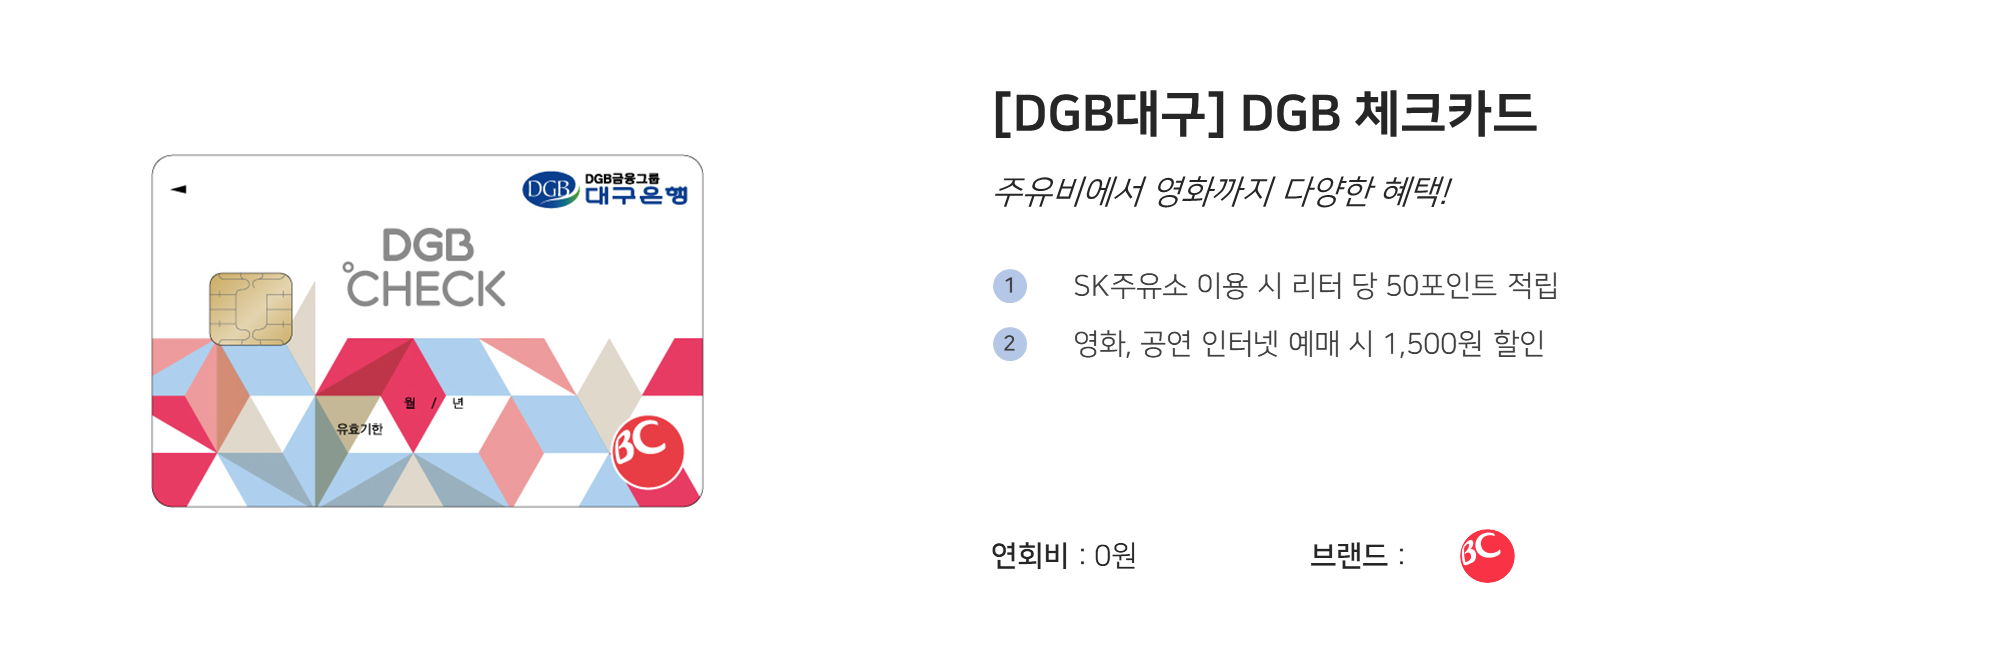 DGB
DGB금융그룹
대구은행
DGB
CHECK
월 / 년
유효기한
BC
[DGB대구] DGB 체크카드
주유비에서 영화까지 다양한 혜택!
1 SK주유소 이용 시 리터 당 50포인트 적립
2 영화, 공연 인터넷 예매 시 1,500원 할인
연회비 : 0원
브랜드 : BC